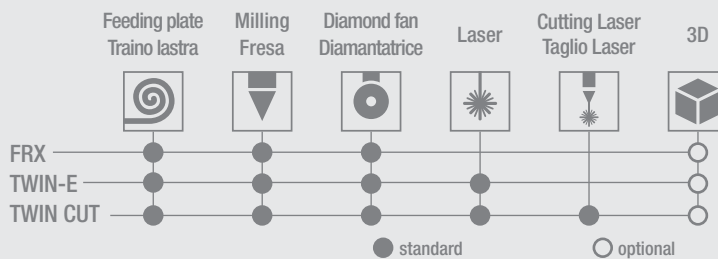 Feeding plate
Traino lastra
Milling
Fresa
Diamond fan
Diamantatrice
Laser
Cutting Laser
Taglio Laser
3D
FRX
TWIN-E
TWIN CUT
standard
optional